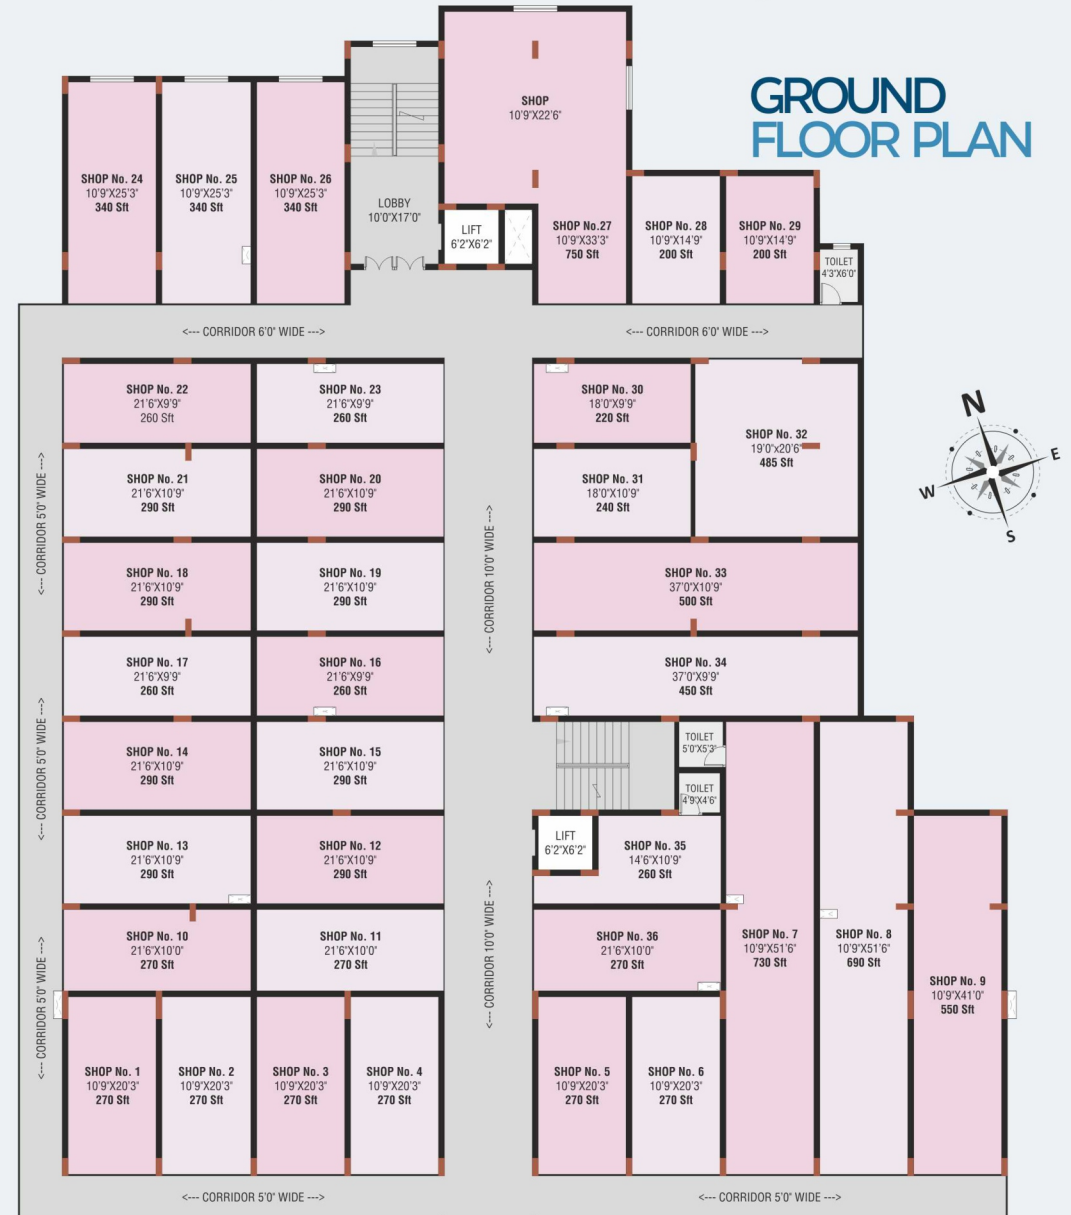 GROUND
FLOOR PLAN
SHOP
10'9"X22'6"
SHOP No. 24
10'9"X25'3"
340 Sft
SHOP No. 25
10'9"X25'3"
340 Sft
SHOP No. 26
10'9"X25'3"
340 Sft
LOBBY
10'0"X17'0"
LIFT
6'2"X6'2"
SHOP No.27
10'9"X33'3"
750 Sft
SHOP No. 28
10'9"X14'9"
200 Sft
SHOP No. 29
10'9"X14'9"
200 Sft
TOILET
4'3"X6'0"
<--- CORRIDOR 6'0" WIDE --->
<--- CORRIDOR 6'0" WIDE --->
SHOP No. 22
21'6"X9'9"
260 Sft
SHOP No. 23
21'6"X9'9"
260 Sft
SHOP No. 30
18'0"X9'9"
220 Sft
SHOP No. 32
19'0"x20'6"
485 Sft
N
E
W
S
<--- CORRIDOR 5'0" WIDE --->
SHOP No. 21
21'6"X10'9"
290 Sft
SHOP No. 20
21'6"X10'9"
290 Sft
SHOP No. 31
18'0"X10'9"
240 Sft
<--- CORRIDOR 10'0" WIDE --->
SHOP No. 18
21'6"X10'9"
290 Sft
SHOP No. 19
21'6"X10'9"
290 Sft
SHOP No. 33
37'0"X10'9"
500 Sft
SHOP No. 17
21'6"X9'9"
260 Sft
SHOP No. 16
21'6"X9'9"
260 Sft
SHOP No. 34
37'0"X9'9"
450 Sft
<--- CORRIDOR 5'0" WIDE --->
SHOP No. 14
21'6"X10'9"
290 Sft
SHOP No. 15
21'6"X10'9"
290 Sft
TOILET
5'0"X5'3"
TOILET
4'9"X4'6"
SHOP No. 13
21'6"X10'9"
290 Sft
SHOP No. 12
21'6"X10'9"
290 Sft
LIFT
6'2"X6'2"
SHOP No. 35
14'6"X10'9"
260 Sft
<--- CORRIDOR 5'0" WIDE --->
SHOP No. 10
21'6"X10'0"
270 Sft
SHOP No. 11
21'6"X10'0"
270 Sft
<--- CORRIDOR 10'0" WIDE --->
SHOP No. 36
21'6"X10'0"
270 Sft
SHOP No. 7
10'9"X51'6"
730 Sft
SHOP No. 8
10'9"X51'6"
690 Sft
SHOP No. 9
10'9"X41'0"
550 Sft
SHOP No. 1
10'9"X20'3"
270 Sft
SHOP No. 2
10'9"X20'3"
270 Sft
SHOP No. 3
10'9"X20'3"
270 Sft
SHOP No. 4
10'9"X20'3"
270 Sft
SHOP No. 5
10'9"X20'3"
270 Sft
SHOP No. 6
10'9"X20'3"
270 Sft
<--- CORRIDOR 5'0" WIDE --->
<--- CORRIDOR 5'0" WIDE --->